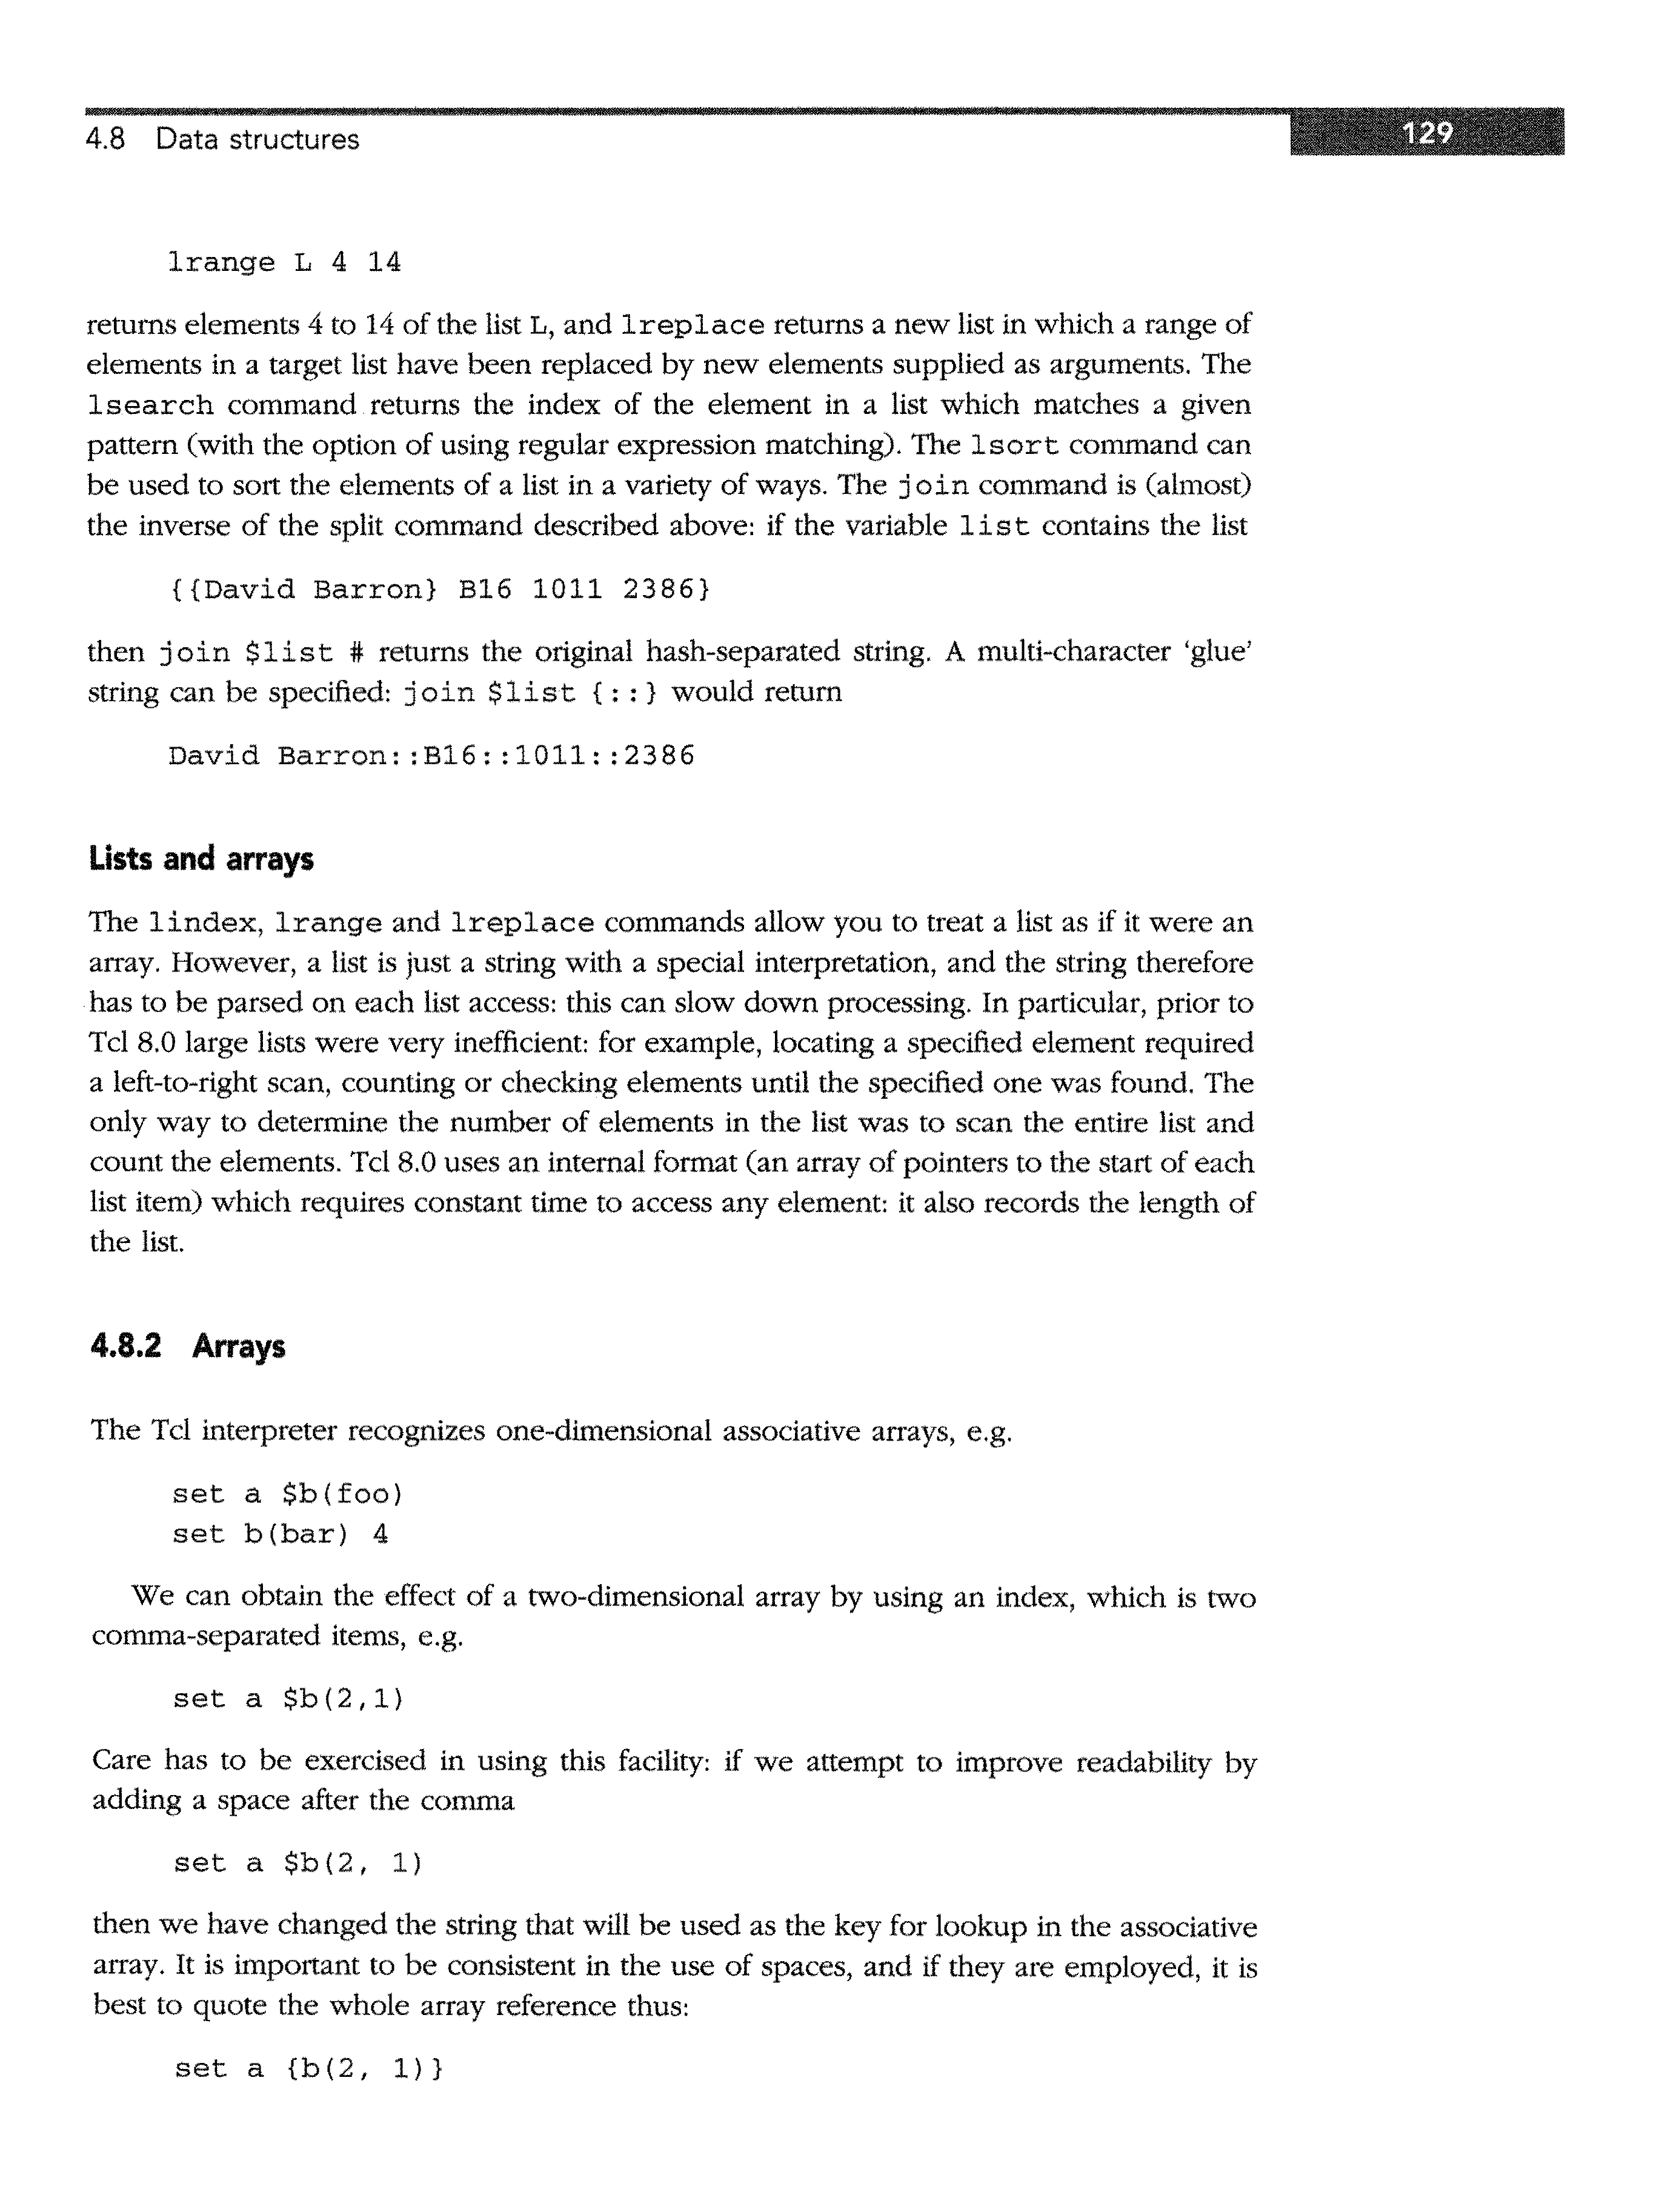 4.8 Data structures
129
lrange L 4 14
returns elements 4 to 14 of the list L, and lreplace returns a new list in which a range of
elements in a target list have been replaced by new elements supplied as arguments. The
lsearch command returns the index of the element in a list which matches a given
pattern (with the option of using regular expression matching). The lsort command can
be used to sort the elements of a list in a variety of ways. The join command is (almost)
the inverse of the split command described above: if the variable list contains the list
{{David Barron} B16 1011 2386}
then join $list # returns the original hash-separated string. A multi-character ‘glue’
string can be specified: join $list {::} would return
David Barron::B16::1011::2386
Lists and arrays
The lindex, lrange and lreplace commands allow you to treat a list as if it were an
array. However, a list is just a string with a special interpretation, and the string therefore
has to be parsed on each list access: this can slow down processing. In particular, prior to
Tcl 8.0 large lists were very inefficient: for example, locating a specified element required
a left-to-right scan, counting or checking elements until the specified one was found. The
only way to determine the number of elements in the list was to scan the entire list and
count the elements. Tcl 8.0 uses an internal format (an array of pointers to the start of each
list item) which requires constant time to access any element: it also records the length of
the list.
4.8.2 Arrays
The Tcl interpreter recognizes one-dimensional associative arrays, e.g.
set a $b(foo)
set b(bar) 4
We can obtain the effect of a two-dimensional array by using an index, which is two
comma-separated items, e.g.
set a $b(2,1)
Care has to be exercised in using this facility: if we attempt to improve readability by
adding a space after the comma
set a $b(2, 1)
then we have changed the string that will be used as the key for lookup in the associative
array. It is important to be consistent in the use of spaces, and if they are employed, it is
best to quote the whole array reference thus:
set a {b(2, 1)}